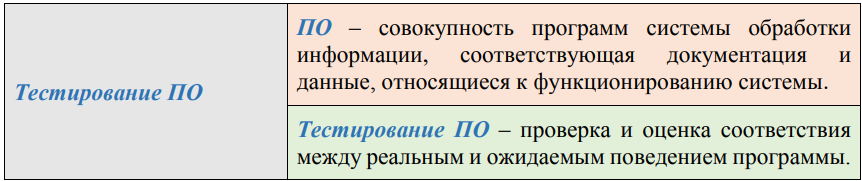 Тестирование ПО
ПО – совокупность программ системы обработки
информации, соответствующая документация и
данные, относящиеся к функционированию системы.
Тестирование ПО – проверка и оценка соответствия
между реальным и ожидаемым поведением программы.